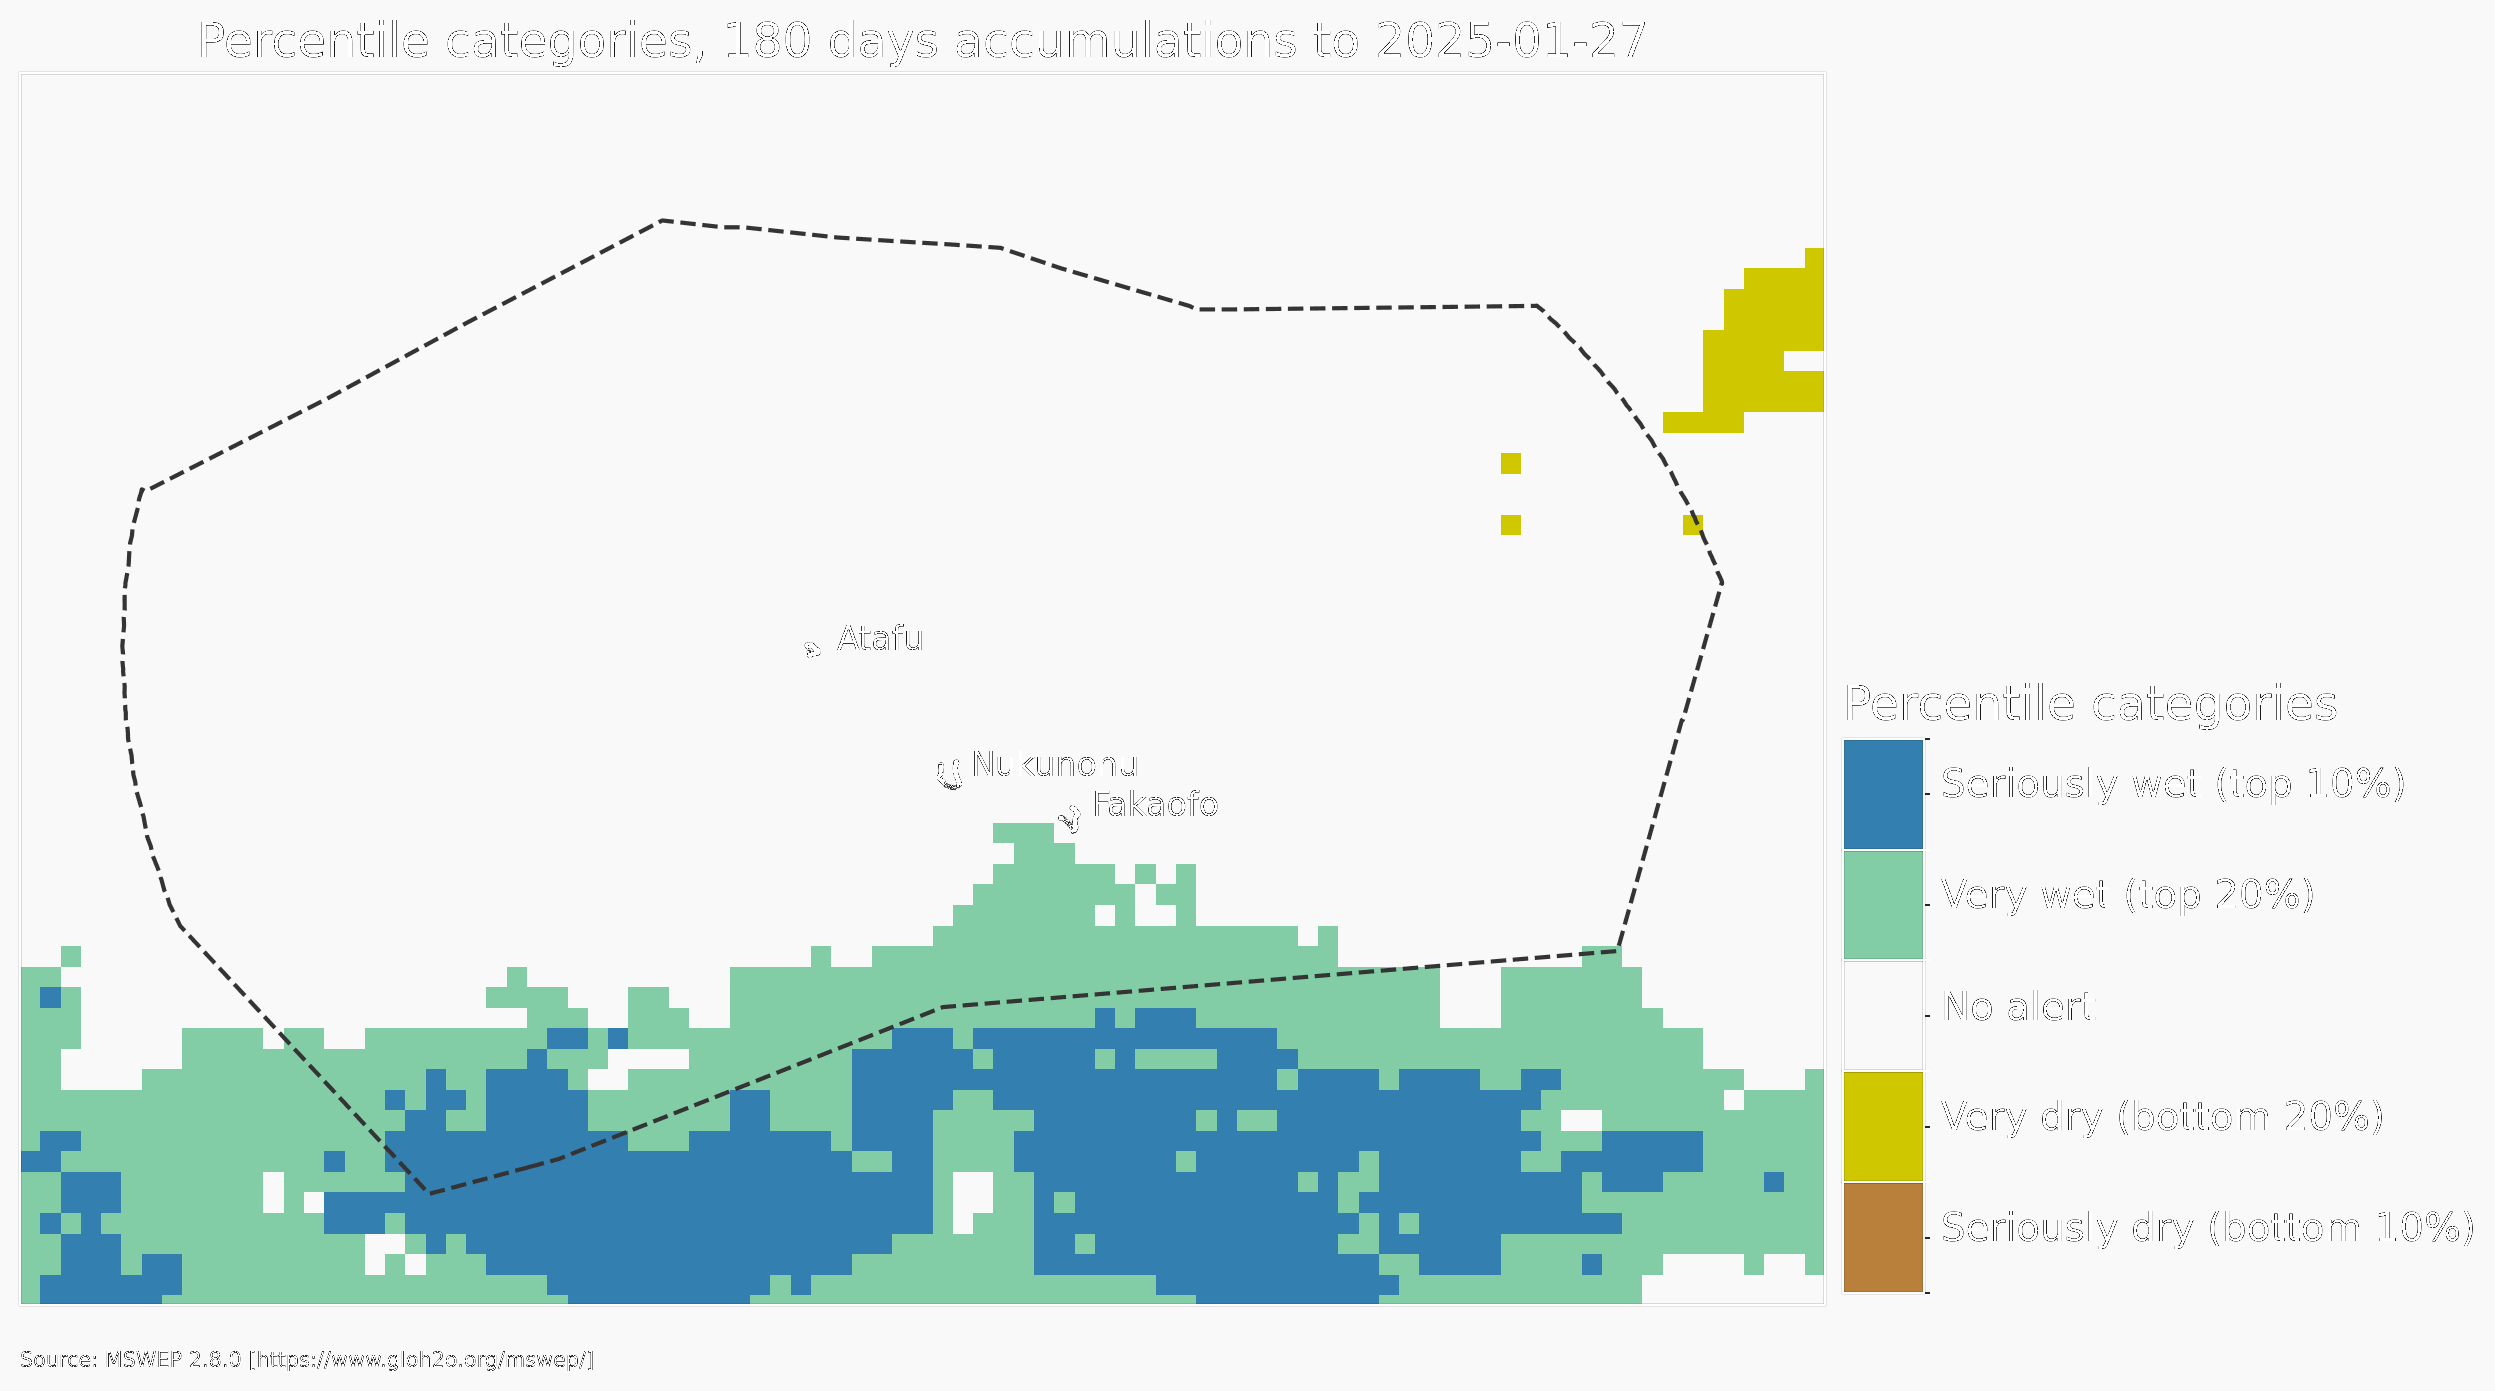 Percentile categories, 180 days accumulations to 2025-01-27
Atafu
Nukunonu
Fakaofo
Percentile categories
Seriously wet (top 10%)
Very wet (top 20%)
No alert
Very dry (bottom 20%)
Seriously dry (bottom 10%)
Source: MSWEP 2.8.0 [https://www.gloh2o.org/mswep/]